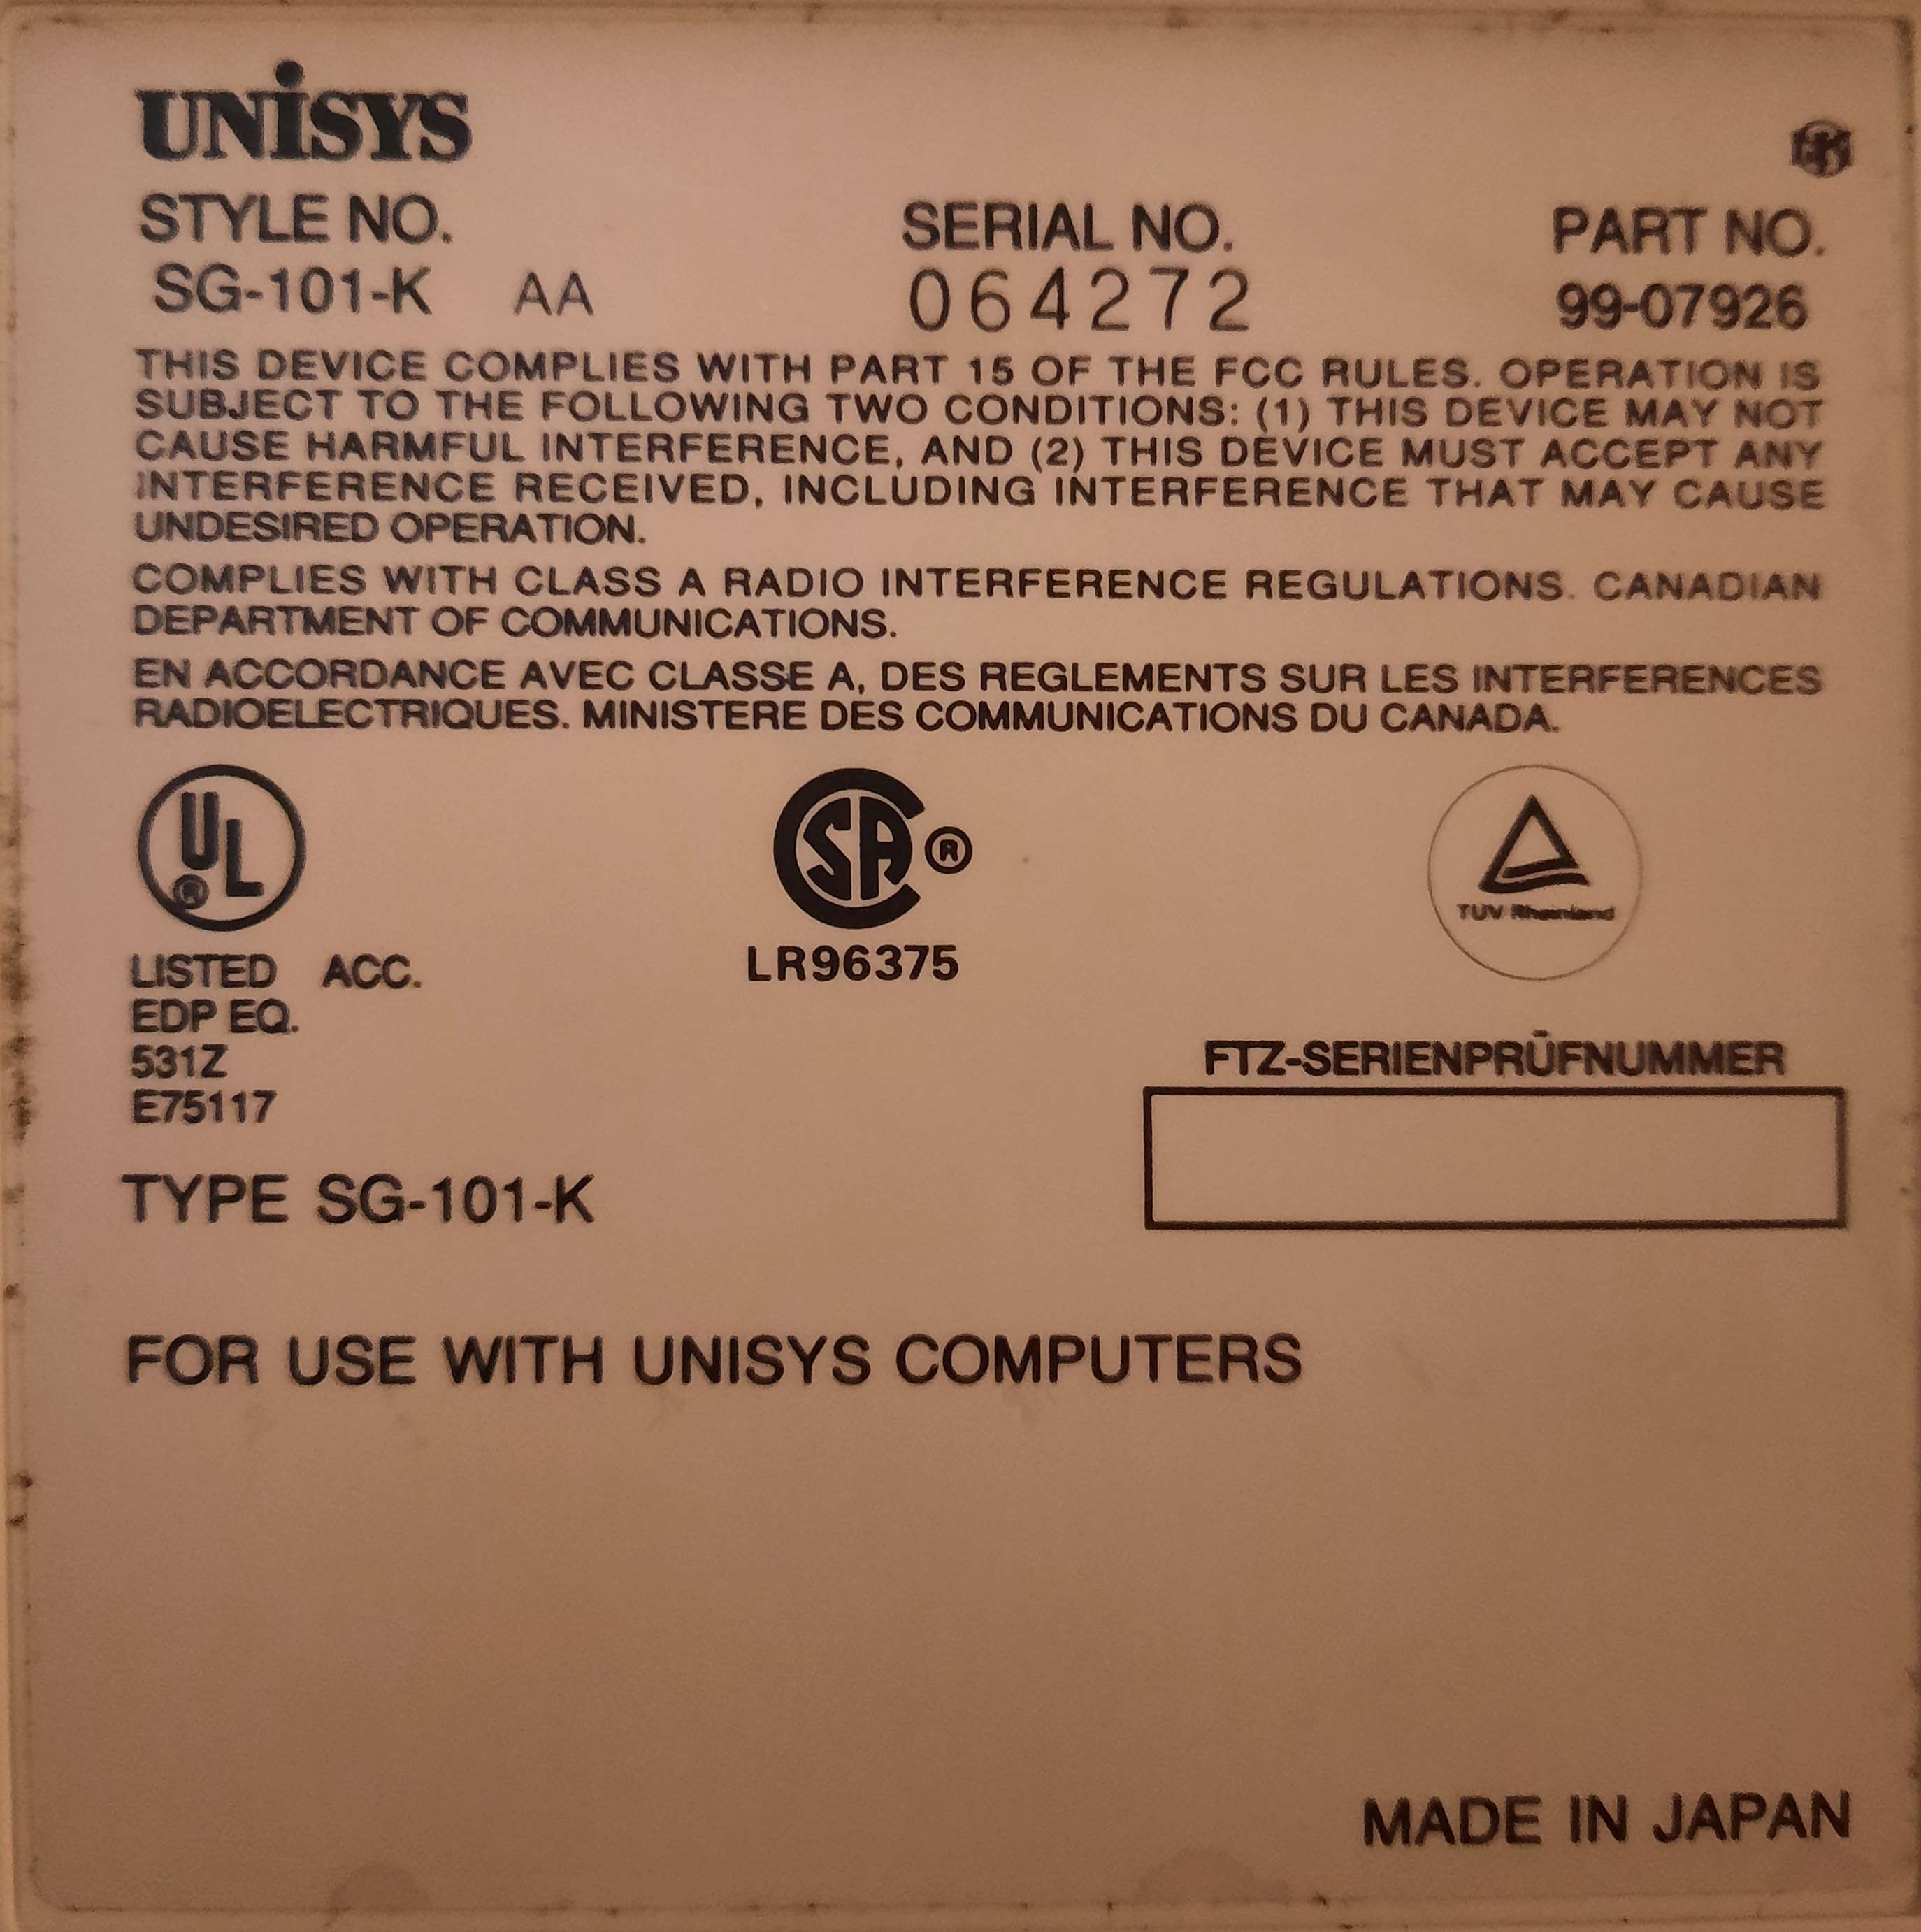 UNiSYS
STYLE NO. SERIAL NO. PART NO.
SG-101-K AA 064272 99-07926
THIS DEVICE COMPLIES WITH PART 15 OF THE FCC RULES. OPERATION IS
SUBJECT TO THE FOLLOWING TWO CONDITIONS: (1) THIS DEVICE MAY NOT
CAUSE HARMFUL INTERFERENCE, AND (2) THIS DEVICE MUST ACCEPT ANY
INTERFERENCE RECEIVED, INCLUDING INTERFERENCE THAT MAY CAUSE
UNDESIRED OPERATION.
COMPLIES WITH CLASS A RADIO INTERFERENCE REGULATIONS. CANADIAN
DEPARTMENT OF COMMUNICATIONS.
EN ACCORDANCE AVEC CLASSE A, DES REGLEMENTS SUR LES INTERFERENCES
RADIOELECTRIQUES. MINISTERE DES COMMUNICATIONS DU CANADA.
UL ®
CSA ®
TUV Rheinland
LISTED ACC.
EDP EQ.
531Z
E75117
LR96375
FTZ-SERIENPRÜFNUMMER
TYPE SG-101-K
FOR USE WITH UNISYS COMPUTERS
MADE IN JAPAN